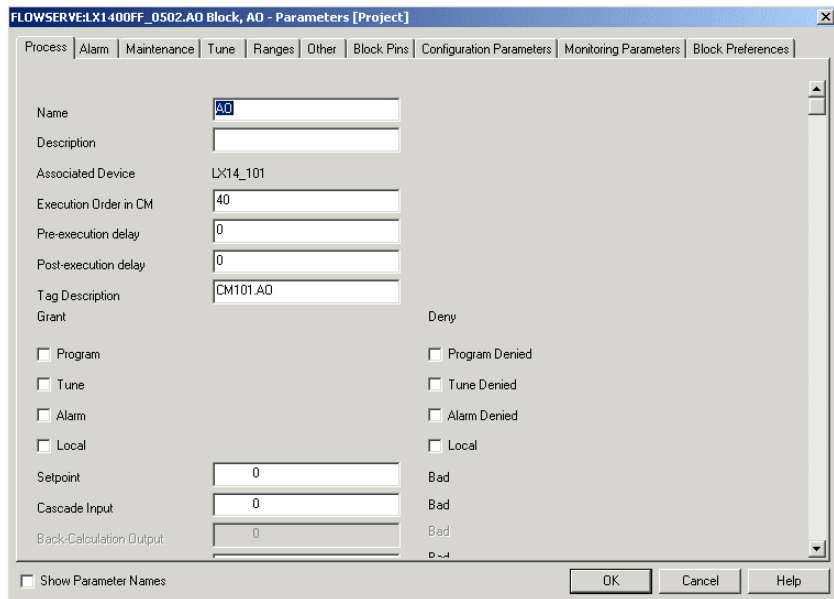 FLOWSERVE:LX1400FF_0502.AO Block, AO - Parameters [Project]
Process Alarm Maintenance Tune Ranges Other Block Pins Configuration Parameters Monitoring Parameters Block Preferences
Name AO
Description
Associated Device LX14_101
Execution Order in CM 40
Pre-execution delay 0
Post-execution delay 0
Tag Description CM101.AO
Grant Deny
Program Program Denied
Tune Tune Denied
Alarm Alarm Denied
Local Local
Setpoint 0 Bad
Cascade Input 0 Bad
Back-Calculation Output 0 Bad
Bad
Show Parameter Names OK Cancel Help